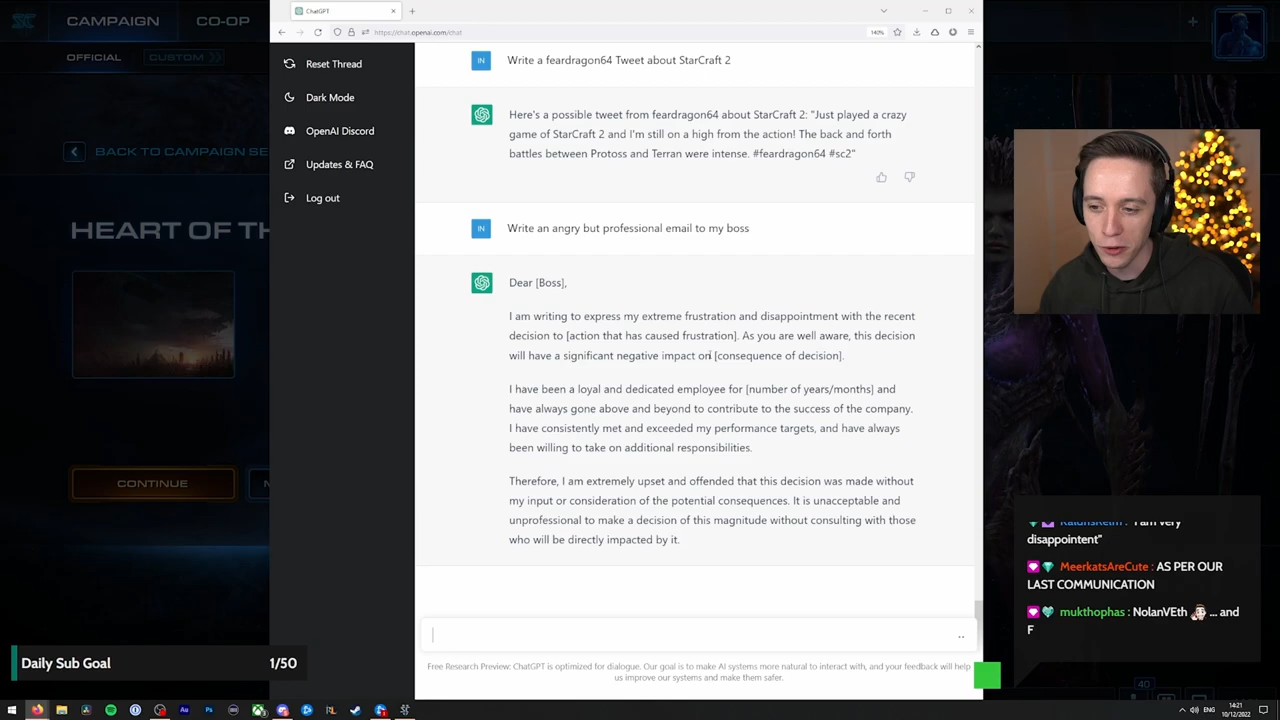 CAMPAIGN
CO-OP
OFFICIAL
CUSTOM
BACK TO CAMPAIGN SE
HEART OF TH
CONTINUE
Daily Sub Goal
1/50
ChatGPT
https://chat.openai.com/chat
140%
Reset Thread
Dark Mode
OpenAI Discord
Updates & FAQ
Log out
IN
Write a feardragon64 Tweet about StarCraft 2
Here's a possible tweet from feardragon64 about StarCraft 2: "Just played a crazy
game of StarCraft 2 and I'm still on a high from the action! The back and forth
battles between Protoss and Terran were intense. #feardragon64 #sc2"
IN
Write an angry but professional email to my boss
Dear [Boss],
I am writing to express my extreme frustration and disappointment with the recent
decision to [action that has caused frustration]. As you are well aware, this decision
will have a significant negative impact on [consequence of decision].
I have been a loyal and dedicated employee for [number of years/months] and
have always gone above and beyond to contribute to the success of the company.
I have consistently met and exceeded my performance targets, and have always
been willing to take on additional responsibilities.
Therefore, I am extremely upset and offended that this decision was made without
my input or consideration of the potential consequences. It is unacceptable and
unprofessional to make a decision of this magnitude without consulting with those
who will be directly impacted by it.
Free Research Preview: ChatGPT is optimized for dialogue. Our goal is to make AI systems more natural to interact with, and your feedback will help
us improve our systems and make them safer.
"I am very
disappointent"
MeerkatsAreCute : AS PER OUR
LAST COMMUNICATION
mukthophas : NolanVEth ... and
F
40
ENG
14:21
10/12/2022